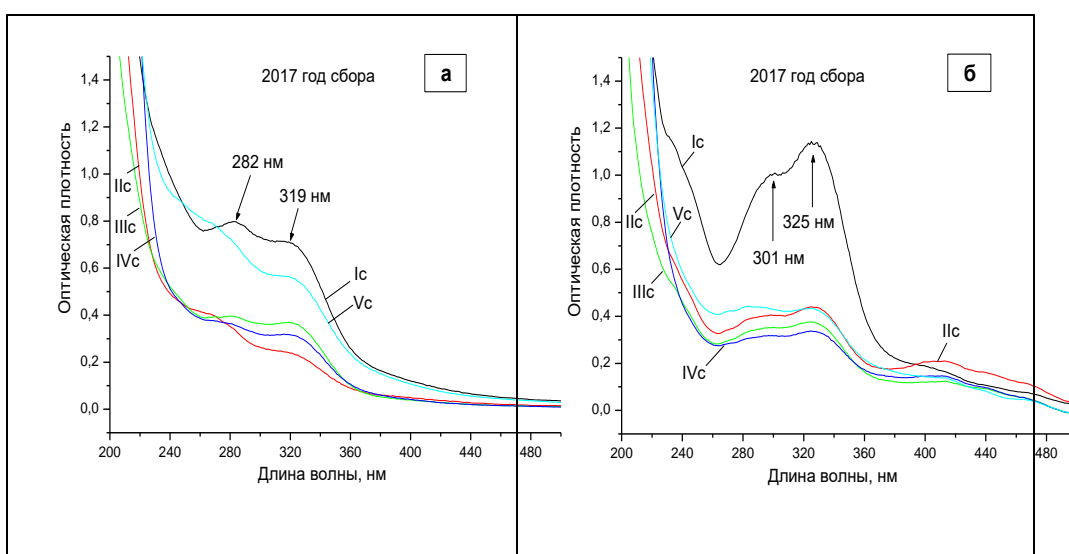 2017 год сбора
а
Оптическая плотность
1,4
1,2
1,0
0,8
0,6
0,4
0,2
0,0
282 нм
319 нм
IIc
IIIc
IVc
Ic
Vc
200 240 280 320 360 400 440 480
Длина волны, нм
2017 год сбора
б
Оптическая плотность
1,4
1,2
1,0
0,8
0,6
0,4
0,2
0,0
Ic
IIc
Vc
IIIc
IVc
301 нм
325 нм
IIc
200 240 280 320 360 400 440 480
Длина волны, нм